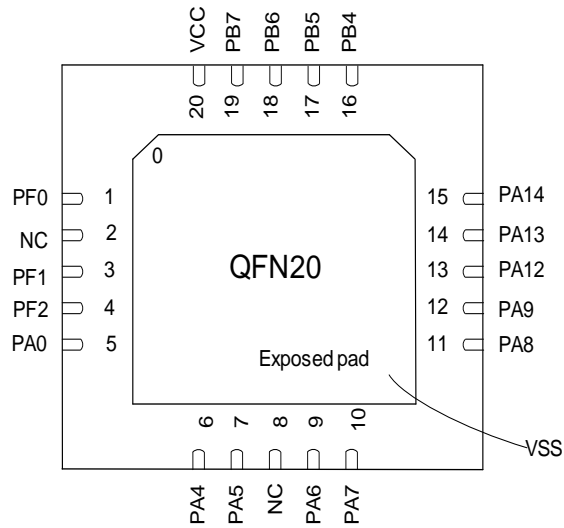 VCC PB7 PB6 PB5 PB4
20 19 18 17 16
0
PF0 1
NC 2
PF1 3
PF2 4
PA0 5
QFN20
Exposed pad
15 PA14
14 PA13
13 PA12
12 PA9
11 PA8
VSS
6 7 8 9 10
PA4 PA5 NC PA6 PA7